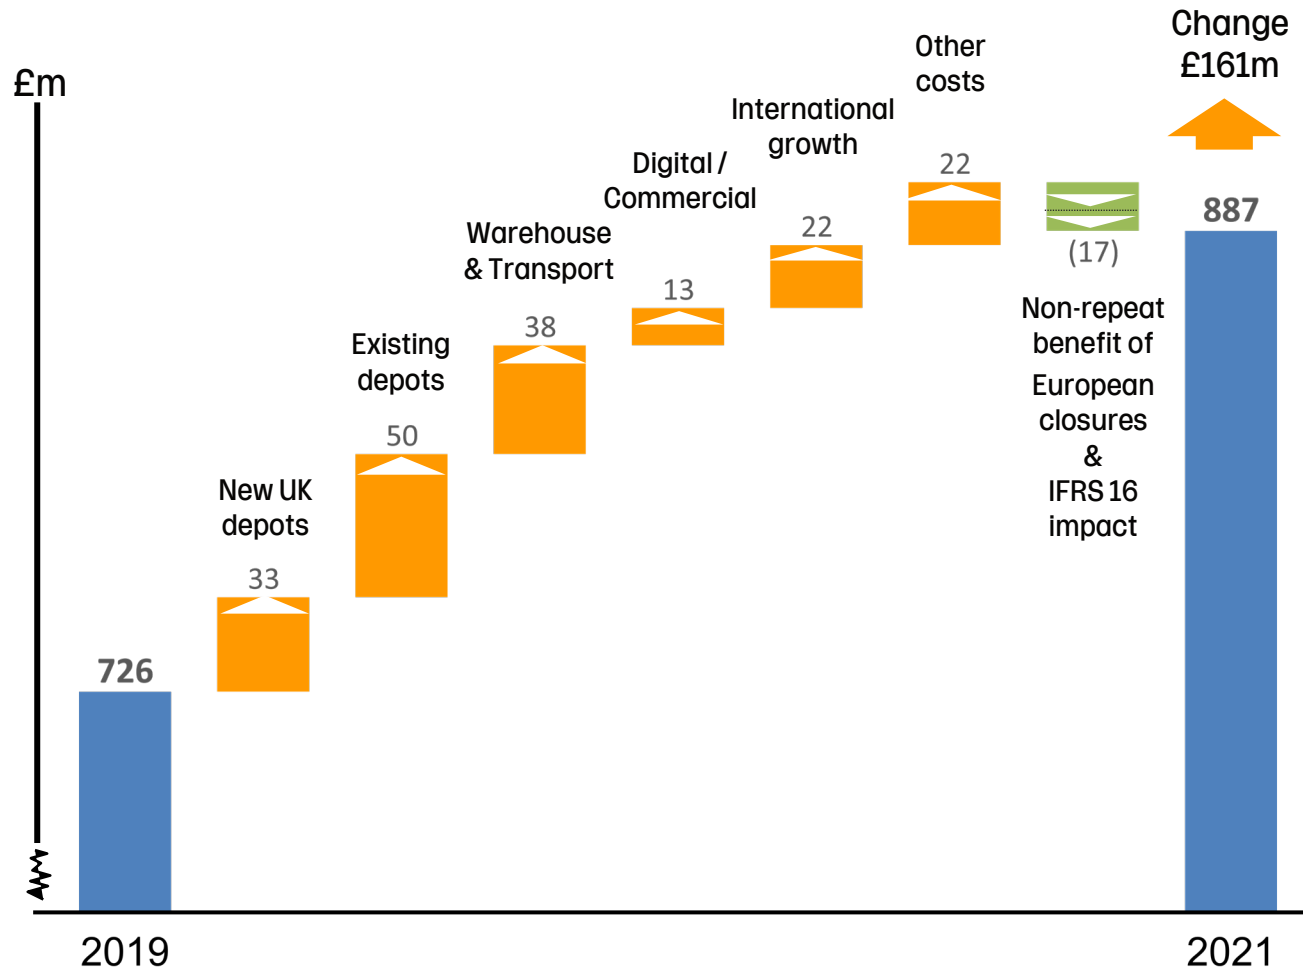 £m
726
New UK
depots
33
Existing
depots
50
Warehouse
& Transport
38
Digital /
Commercial
13
International
growth
22
Other
costs
22
(17)
Non-repeat
benefit of
European
closures
&
IFRS 16
impact
Change
£161m
887
2019
2021